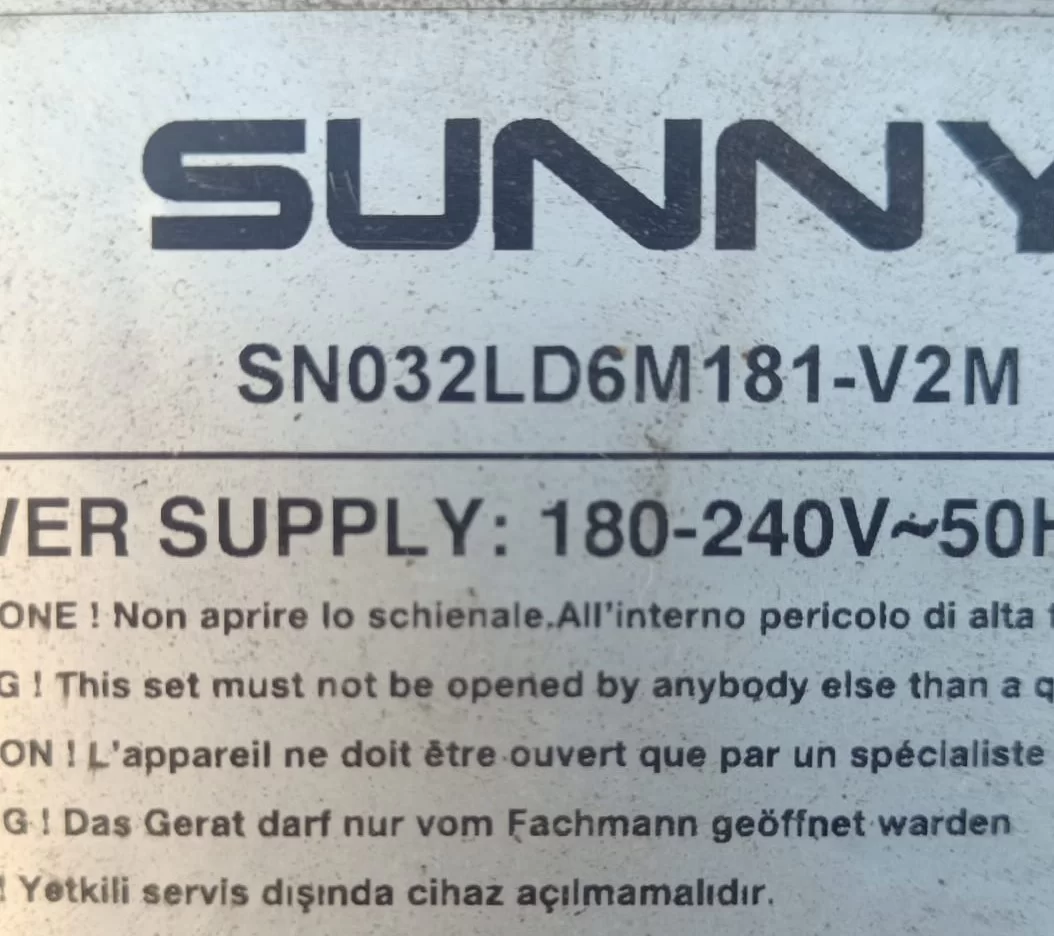 SUNNY
SN032LD6M181-V2M
VER SUPPLY: 180-240V~50H
ONE ! Non aprire lo schienale.All'interno pericolo di alta
G ! This set must not be opened by anybody else than a q
ON ! L'appareil ne doit être ouvert que par un spécialiste
G ! Das Gerat darf nur vom Fachmann geöffnet warden
! Yetkili servis dışında cihaz açılmamalıdır.